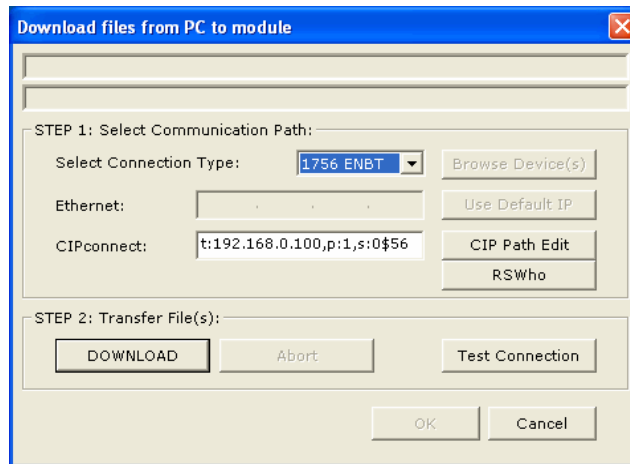 Download files from PC to module
STEP 1: Select Communication Path:
Select Connection Type: 1756 ENBT Browse Device(s)
Ethernet: . . . Use Default IP
CIPconnect: t:192.168.0.100,p:1,s:0$56 CIP Path Edit
RSWho
STEP 2: Transfer File(s):
DOWNLOAD Abort Test Connection
OK Cancel